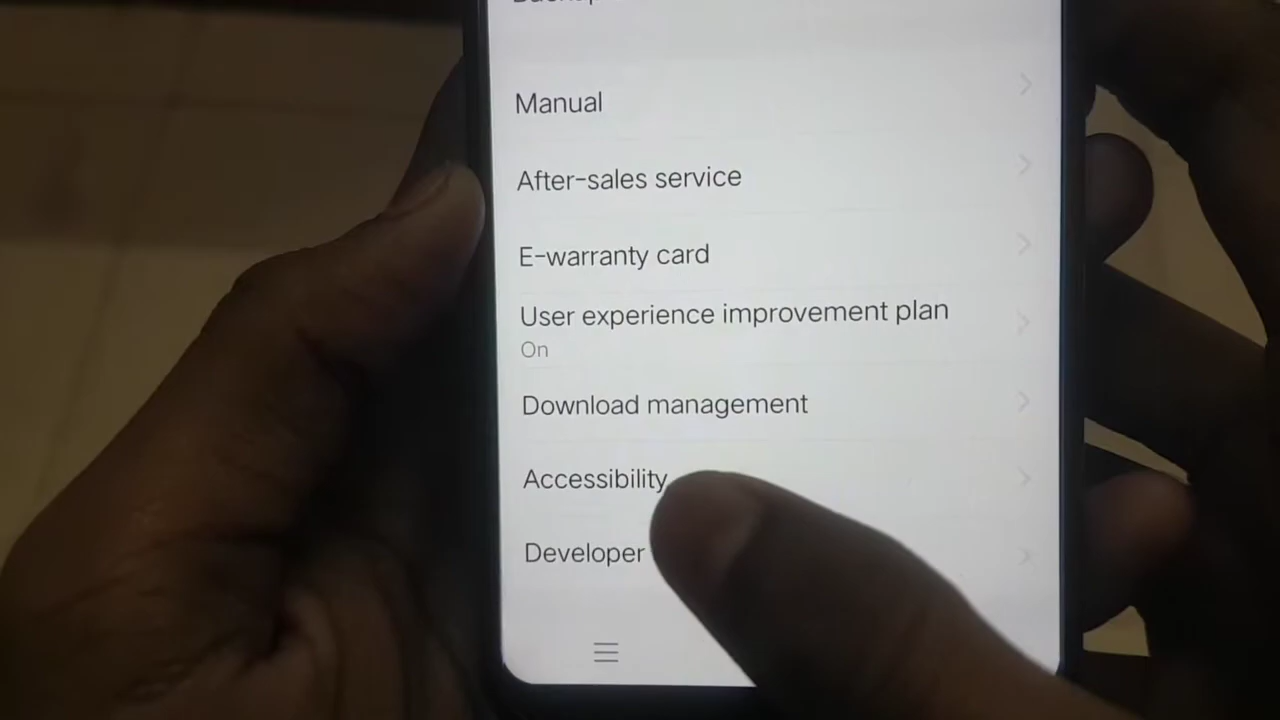 Manual
After-sales service
E-warranty card
User experience improvement plan
On
Download management
Accessibility
Developer